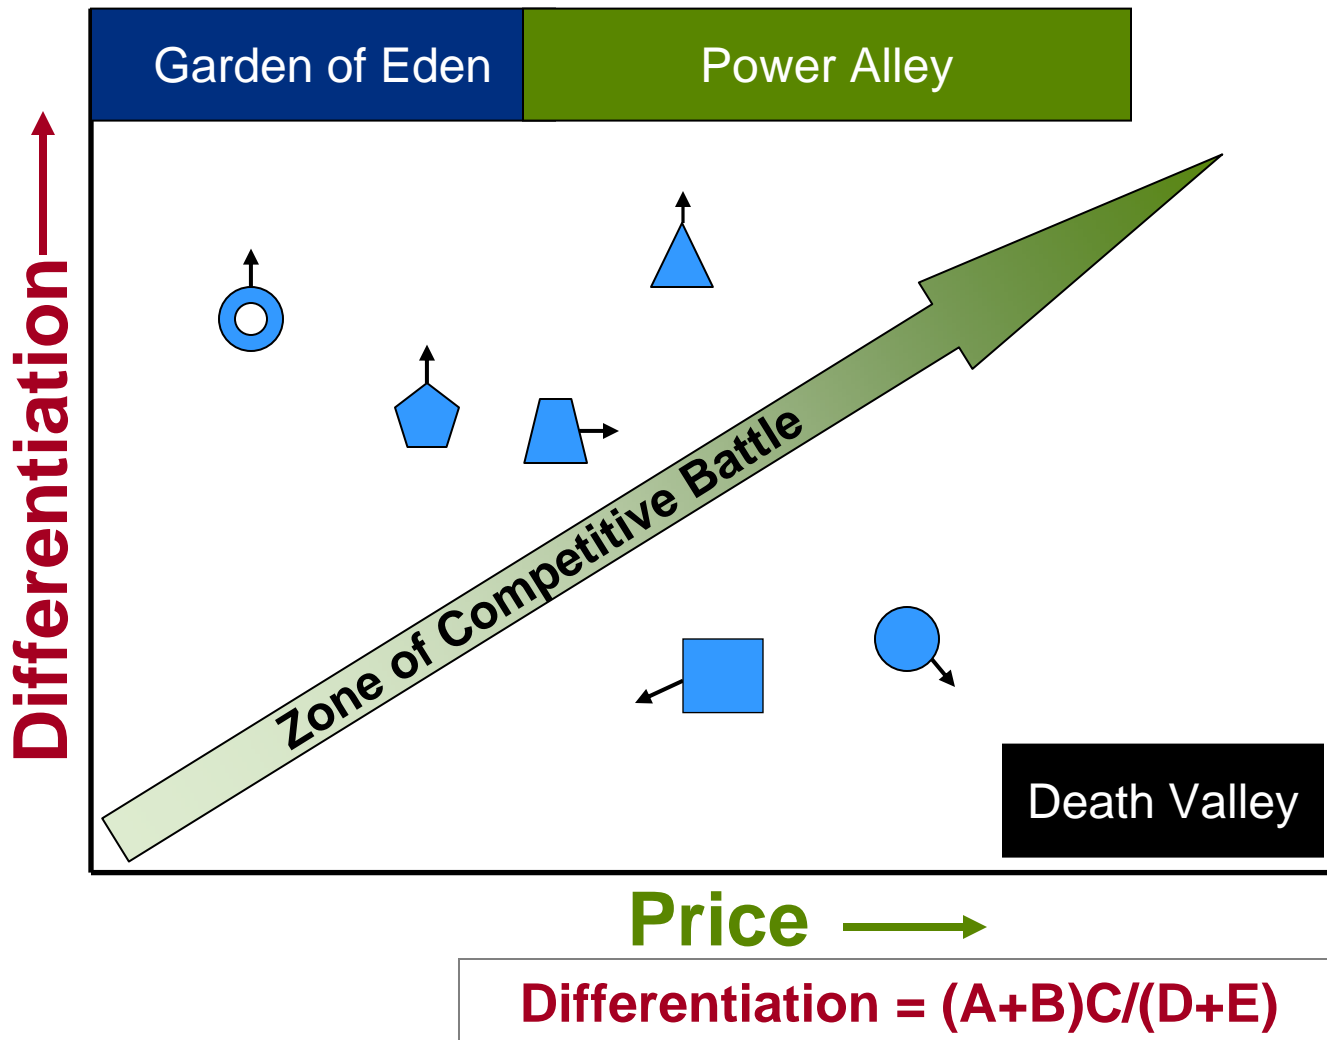 Garden of Eden
Power Alley
Differentiation
Zone of Competitive Battle
Death Valley
Price
Differentiation = (A+B)C/(D+E)